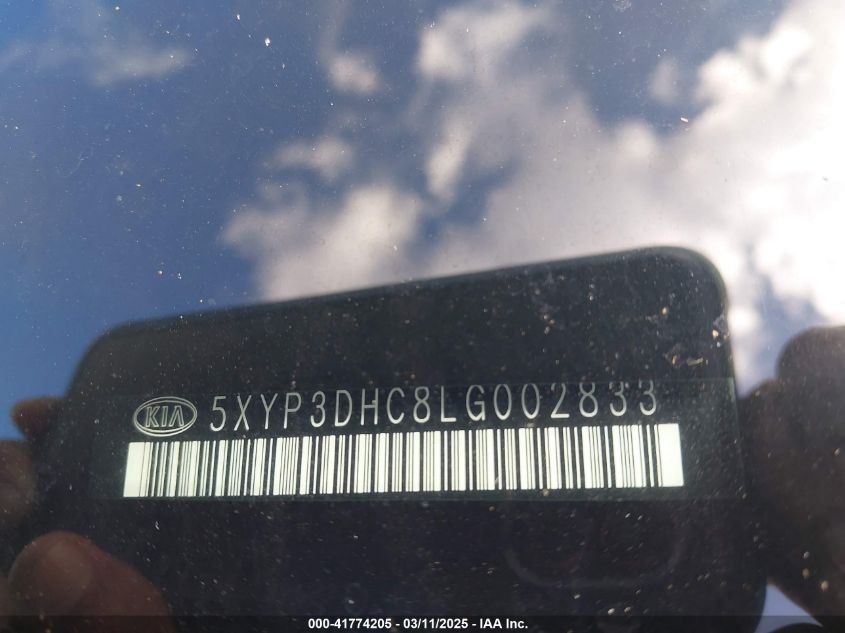 KIA 5XYP3DHC8LG002833
000-41774205 - 03/11/2025 - IAA Inc.